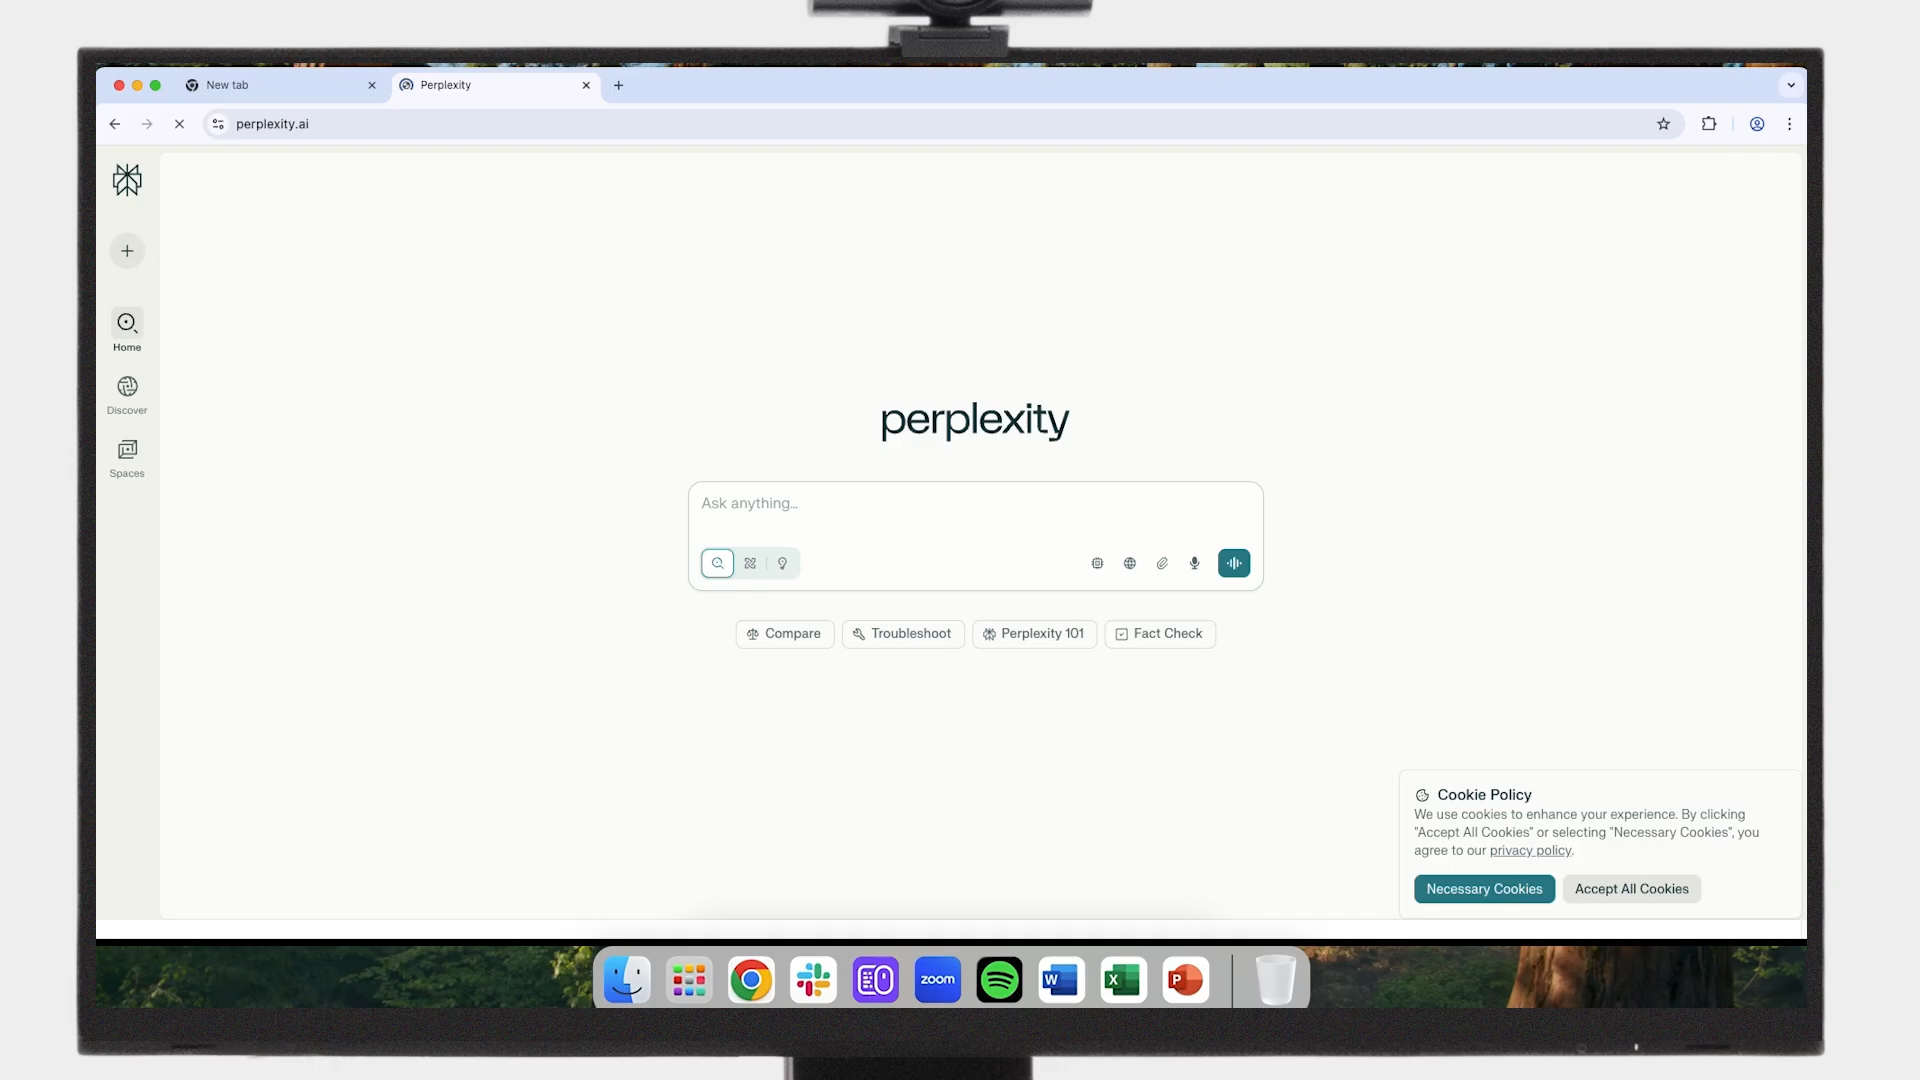 New tab
Perplexity
perplexity.ai
Home
Discover
Spaces
perplexity
Ask anything...
Compare
Troubleshoot
Perplexity 101
Fact Check
Cookie Policy
We use cookies to enhance your experience. By clicking
"Accept All Cookies" or selecting "Necessary Cookies", you
agree to our privacy policy.
Necessary Cookies
Accept All Cookies
zoom
W
X
P